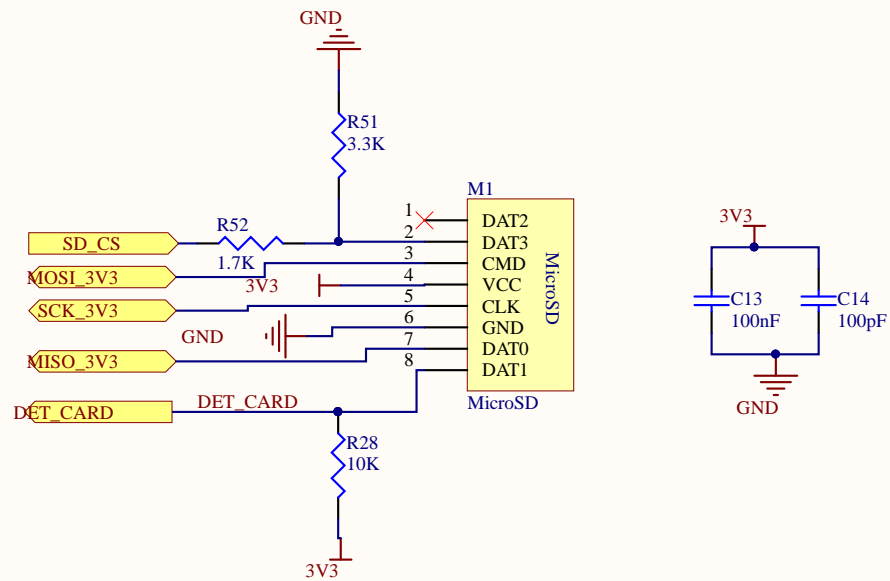 GND
R51
3.3K
M1
1
DAT2
R52
SD_CS
2
DAT3
1.7K
3
CMD
MOSI_3V3
3V3
4
VCC
SCK_3V3
5
CLK
GND
6
GND
MISO_3V3
7
DAT0
8
DAT1
MicroSD
MicroSD
DET_CARD
DET_CARD
R28
10K
3V3
3V3
C13
100nF
C14
100pF
GND